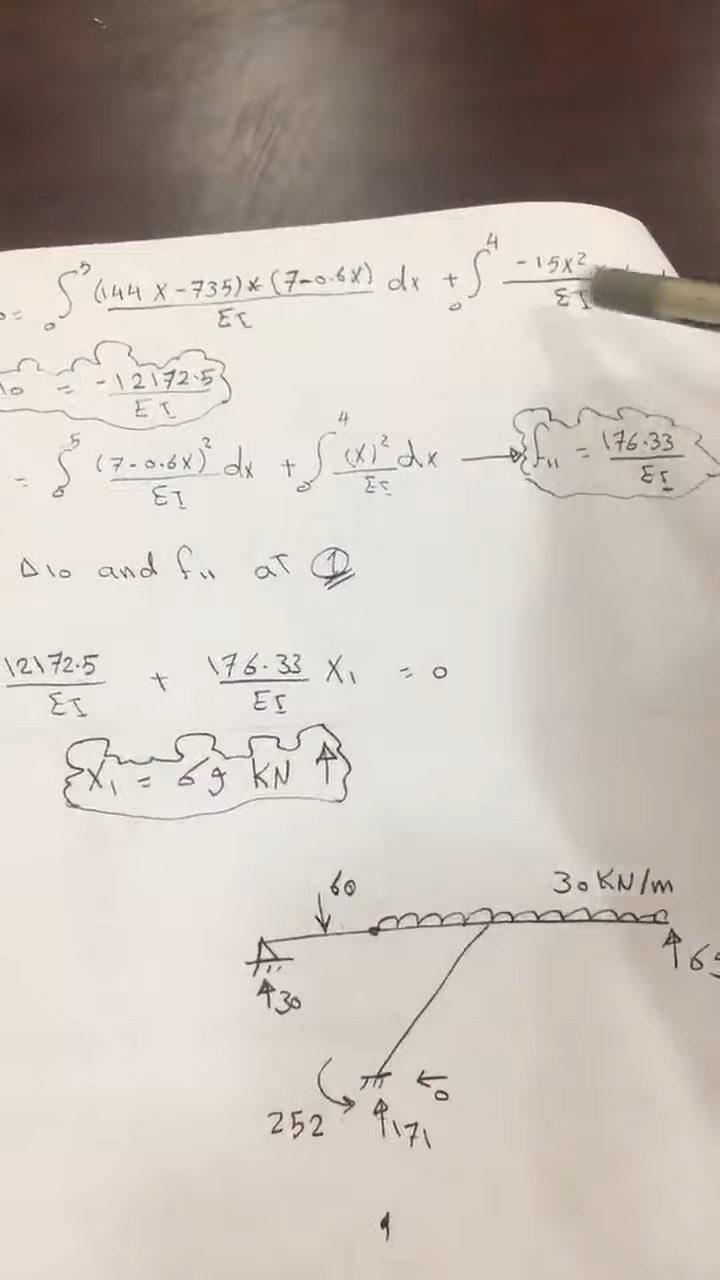 = ∫₀⁵ (144 X - 735) * (7-0.6X) / EI dx + ∫₀⁴ -15X² / EI
10 = -12172.5 / EI
= ∫₀⁵ (7-0.6X)² / EI dx + ∫₀⁴ (X)² / EI dx → f₁₁ = 176.33 / EI
Δ10 and f₁₁ at ①
12172.5 / EI + 176.33 / EI X₁ = 0
X₁ = 69 KN ↑
60
30 KN/m
30
69
252
171
0